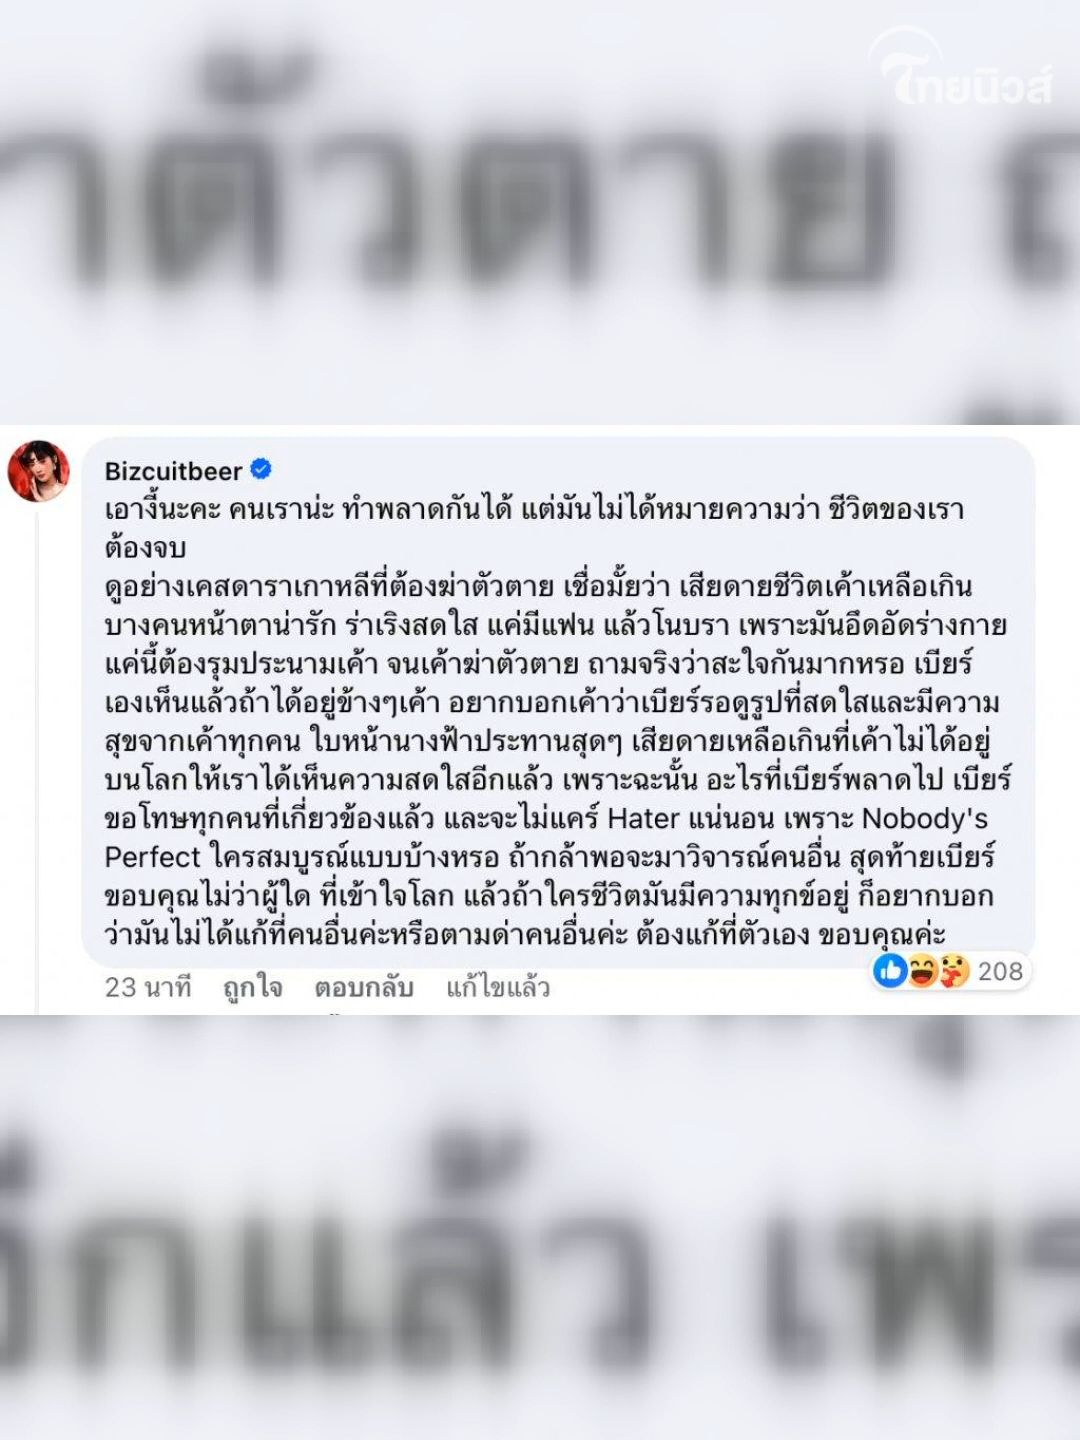 ไทยนิวส์
าตัวตาย ถ
Bizcuitbeer
เอางี้นะคะ คนเราน่ะ ทำพลาดกันได้ แต่มันไม่ได้หมายความว่า ชีวิตของเรา
ต้องจบ
ดูอย่างเคสดาราเกาหลีที่ต้องฆ่าตัวตาย เชื่อมั้ยว่า เสียดายชีวิตเค้าเหลือเกิน
บางคนหน้าตาน่ารัก ร่าเริงสดใส แค่มีแฟน แล้วโนบรา เพราะมันอึดอัดร่างกาย
แค่นี้ต้องรุมประนามเค้า จนเค้าฆ่าตัวตาย ถามจริงว่าสะใจกันมากหรอ เบียร์
เองเห็นแล้วถ้าได้อยู่ข้างๆเค้า อยากบอกเค้าว่าเบียร์รอดูรูปที่สดใสและมีความ
สุขจากเค้าทุกคน ใบหน้านางฟ้าประทานสุดๆ เสียดายเหลือเกินที่เค้าไม่ได้อยู่
บนโลกให้เราได้เห็นความสดใสอีกแล้ว เพราะฉะนั้น อะไรที่เบียร์พลาดไป เบียร์
ขอโทษทุกคนที่เกี่ยวข้องแล้ว และจะไม่แคร์ Hater แน่นอน เพราะ Nobody's
Perfect ใครสมบูรณ์แบบบ้างหรอ ถ้ากล้าพอจะมาวิจารณ์คนอื่น สุดท้ายเบียร์
ขอบคุณไม่ว่าผู้ใด ที่เข้าใจโลก แล้วถ้าใครชีวิตมันมีความทุกข์อยู่ ก็อยากบอก
ว่ามันไม่ได้แก้ที่คนอื่นค่ะหรือตามด่าคนอื่นค่ะ ต้องแก้ที่ตัวเอง ขอบคุณค่ะ
23 นาที ถูกใจ ตอบกลับ แก้ไขแล้ว 208
อีกแล้ว เพร